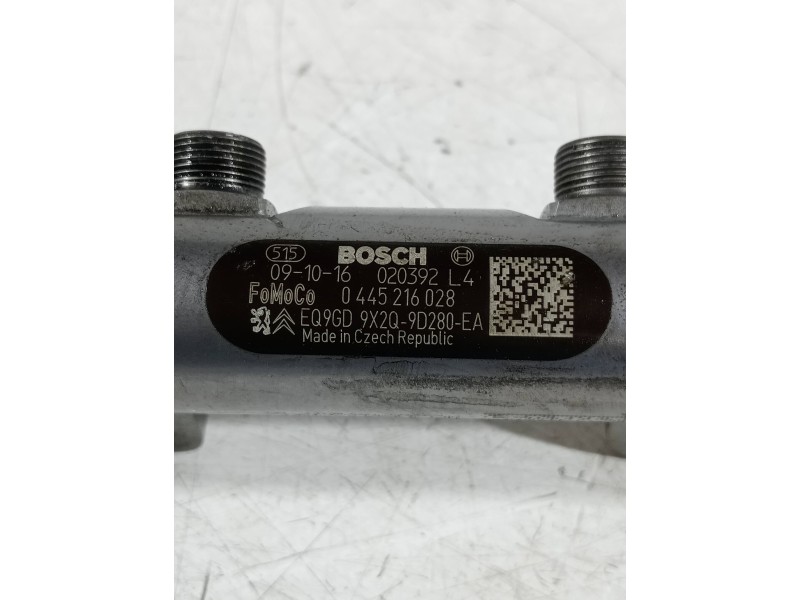 515 BOSCH
09-10-16 020392 L4
FoMoCo 0 445 216 028
EQ9GD 9X2Q-9D280-EA
Made in Czech Republic